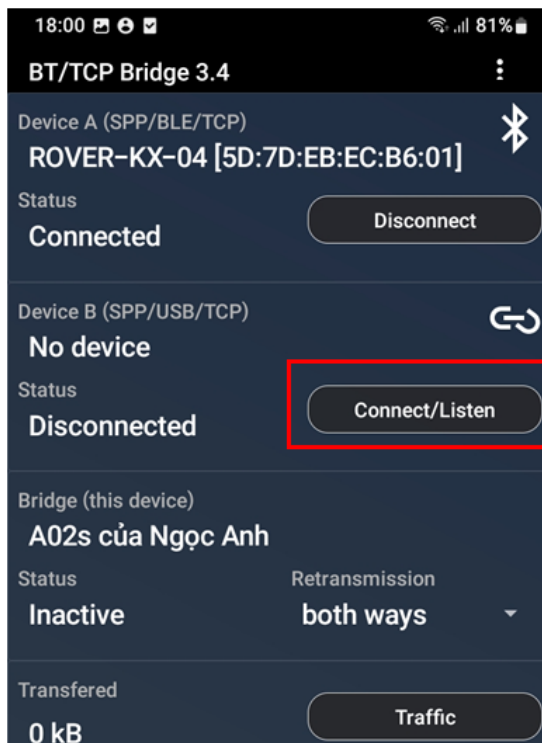 18:00 81%
BT/TCP Bridge 3.4
Device A (SPP/BLE/TCP)
ROVER-KX-04 [5D:7D:EB:EC:B6:01]
Status
Connected
Disconnect
Device B (SPP/USB/TCP)
No device
Status
Disconnected
Connect/Listen
Bridge (this device)
A02s của Ngọc Anh
Status
Retransmission
Inactive
both ways
Transfered
0 kB
Traffic